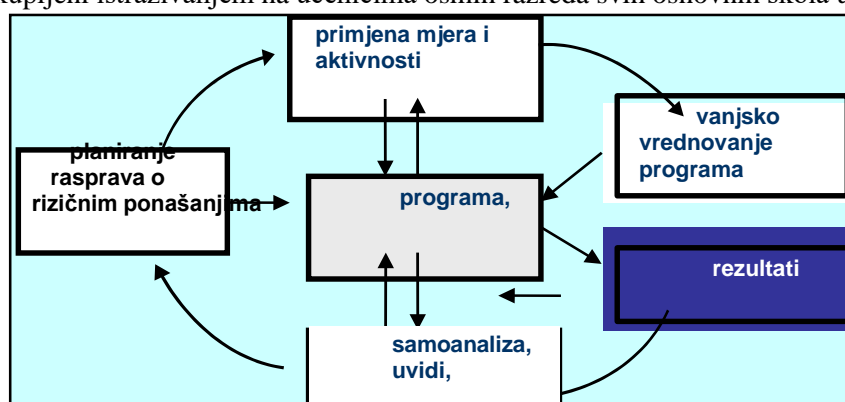 primjena mjera i
aktivnosti
vanjsko
vrednovanje
programa
planiranje
rasprava o
rizičnim ponašanjima
programa,
rezultati
samoanaliza,
uvidi,